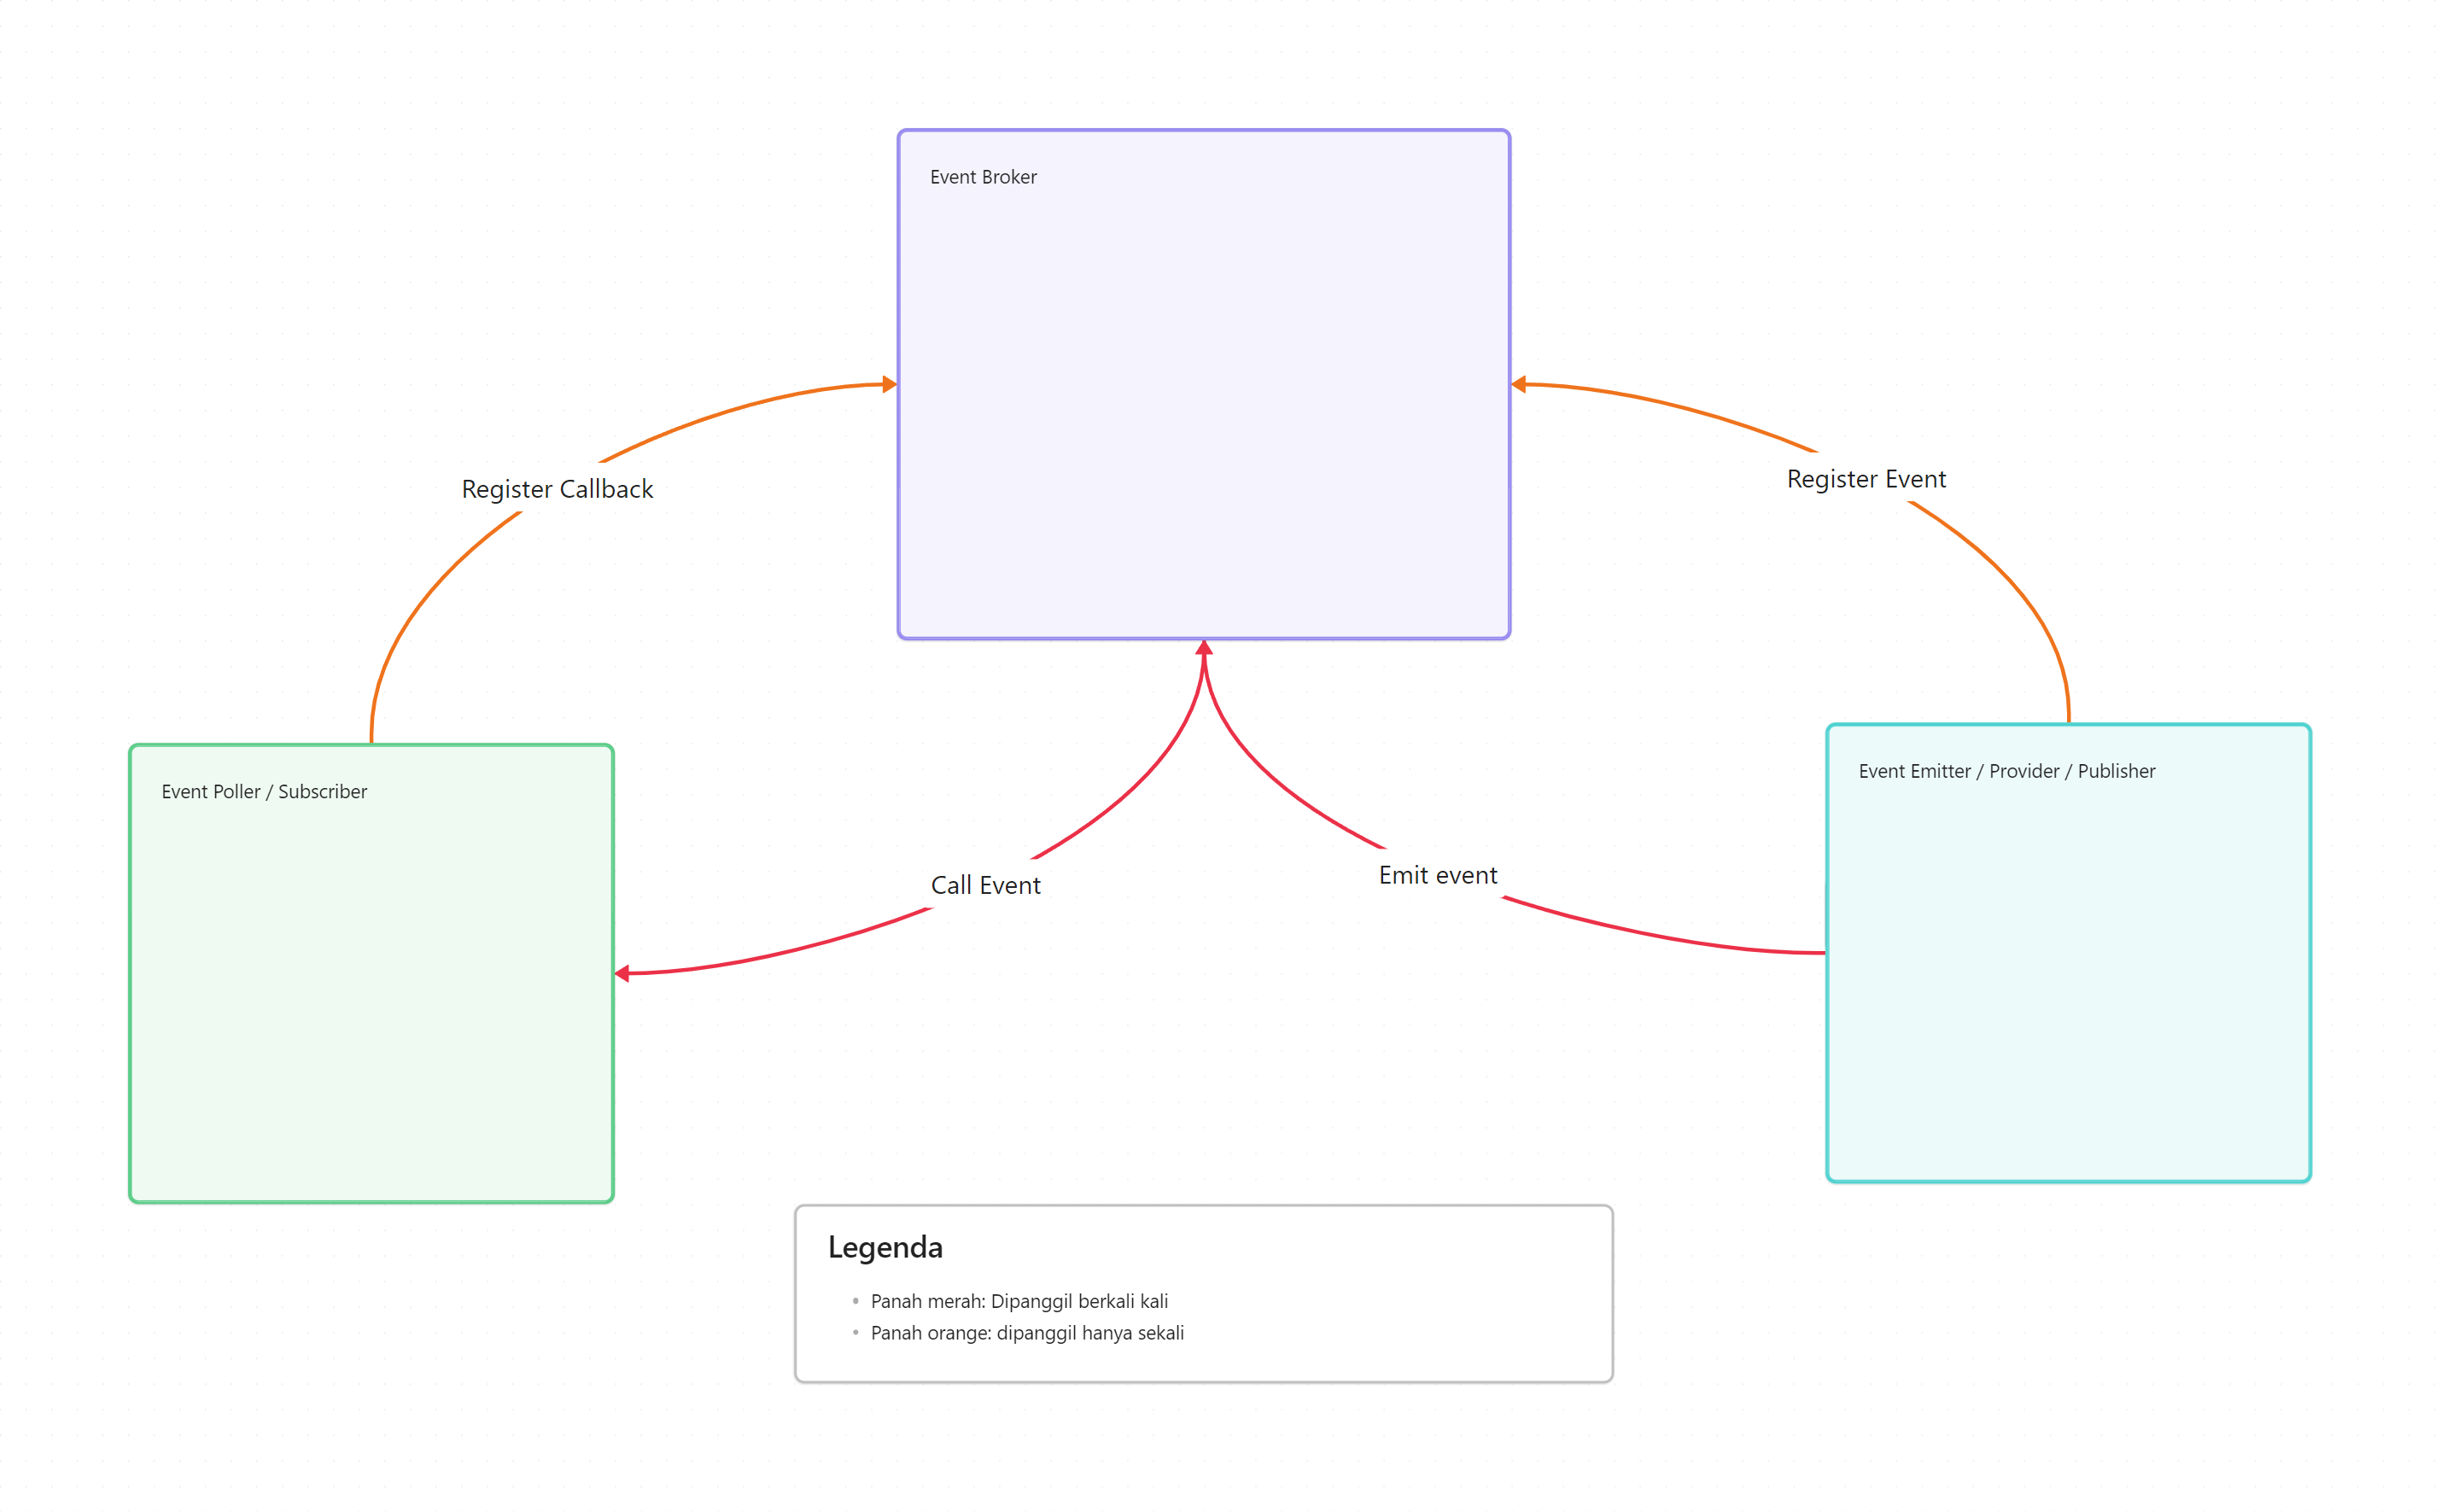 Event Broker
Register Callback
Register Event
Event Poller / Subscriber
Event Emitter / Provider / Publisher
Call Event
Emit event
Legenda
• Panah merah: Dipanggil berkali kali
• Panah orange: dipanggil hanya sekali